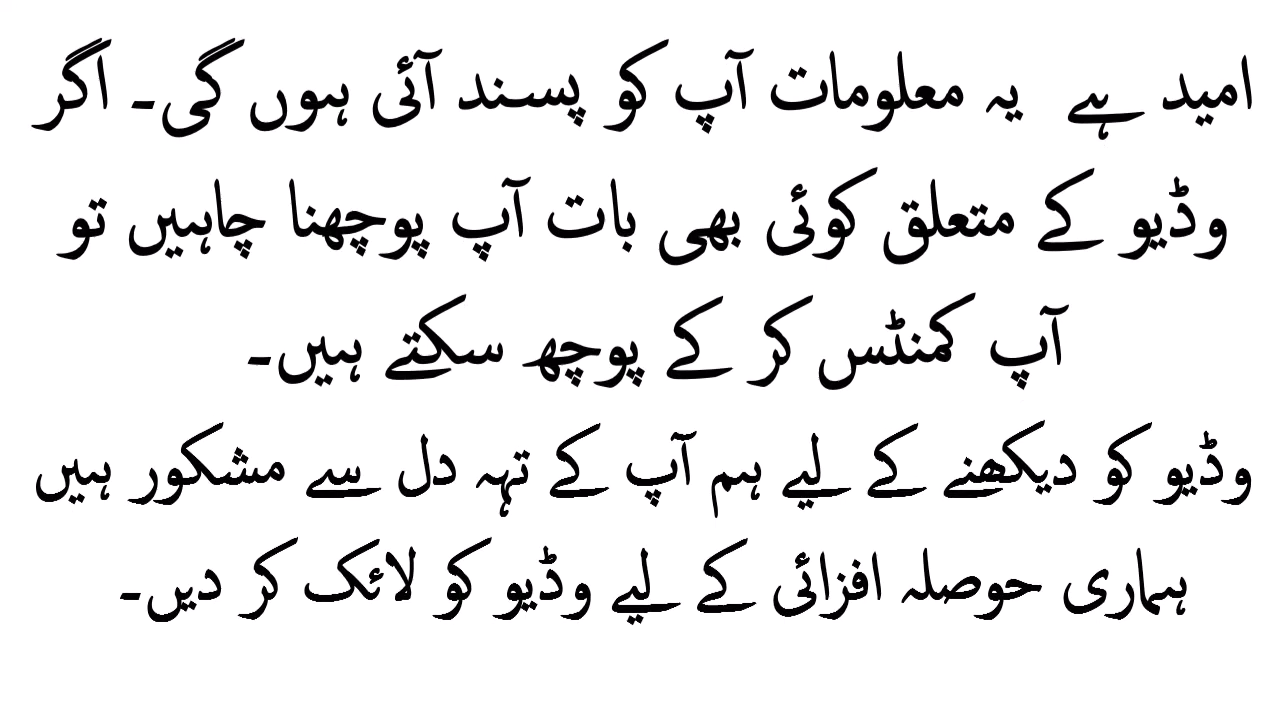 امید ہے یہ معلومات آپ کو پسند آئی ہوں گی۔ اگر
وڈیو کے متعلق کوئی بھی بات آپ پوچھنا چاہیں تو
آپ کمنٹس کر کے پوچھ سکتے ہیں۔
وڈیو کو دیکھنے کے لیے ہم آپ کے تہہ دل سے مشکور ہیں
ہماری حوصلہ افزائی کے لیے وڈیو کو لائک کر دیں۔